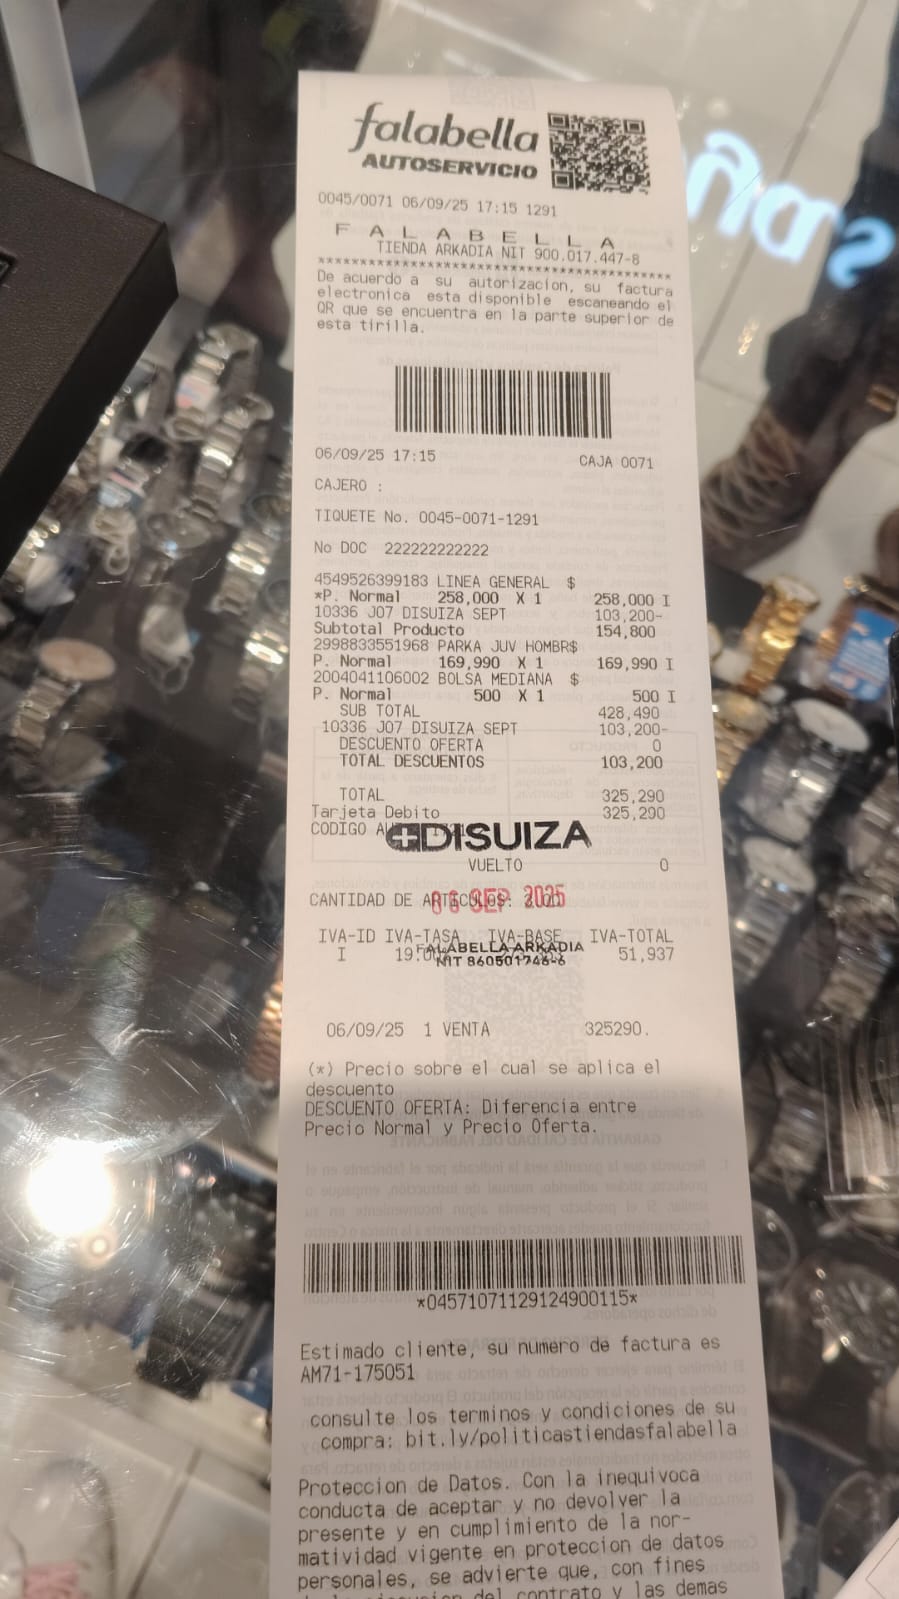 falabella
AUTOSERVICIO
0045/0071 06/09/25 17:15 1291
F A L A B E L L A
TIENDA ARKADIA NIT 900.017.447-8
****************************************
De acuerdo a su autorizacion, su factura
electronica esta disponible escaneando el
QR que se encuentra en la parte superior de
esta tirilla.
06/09/25 17:15 CAJA 0071
CAJERO :
TIQUETE No. 0045-0071-1291
No DOC 222222222222
4549526399183 LINEA GENERAL $
*P. Normal 258,000 X 1 258,000 I
10336 J07 DISUIZA SEPT 103,200-
Subtotal Producto 154,800
2998833551968 PARKA JUV HOMBR$
P. Normal 169,990 X 1 169,990 I
2004041106002 BOLSA MEDIANA $
P. Normal 500 X 1 500 I
SUB TOTAL 428,490
10336 J07 DISUIZA SEPT 103,200-
DESCUENTO OFERTA 0
TOTAL DESCUENTOS 103,200
TOTAL 325,290
Tarjeta Debito 325,290
CODIGO
DISUIZA
VUELTO 0
CANTIDAD DE ARTICULOS:
06 SEP 2025
IVA-ID IVA-TASA IVA-BASE IVA-TOTAL
I 51,937
FALABELLA ARKADIA
NIT 860501746-6
06/09/25 1 VENTA 325290.
(*) Precio sobre el cual se aplica el
descuento
DESCUENTO OFERTA: Diferencia entre
Precio Normal y Precio Oferta.
*04571071129124900115*
Estimado cliente, su numero de factura es
AM71-175051
consulte los terminos y condiciones de su
compra: bit.ly/politicastiendasfalabella
Proteccion de Datos. Con la inequivoca
conducta de aceptar y no devolver la
presente y en cumplimiento de la nor-
matividad vigente en proteccion de datos
personales, se advierte que, con fines
del contrato y las demas